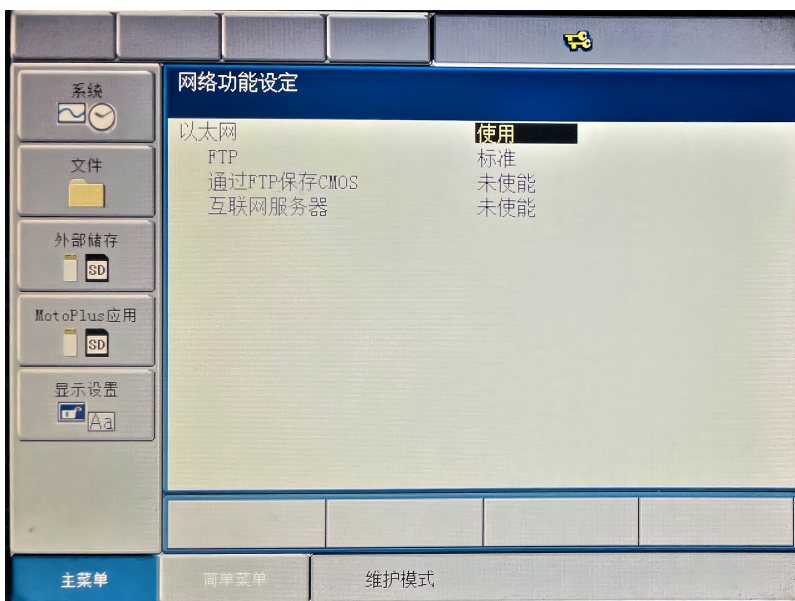 系统
文件
外部储存
SD
MotoPlus应用
SD
显示设置
Aa
网络功能设定
以太网 使用
FTP 标准
通过FTP保存CMOS 未使能
互联网服务器 未使能
主菜单
简单菜单
维护模式